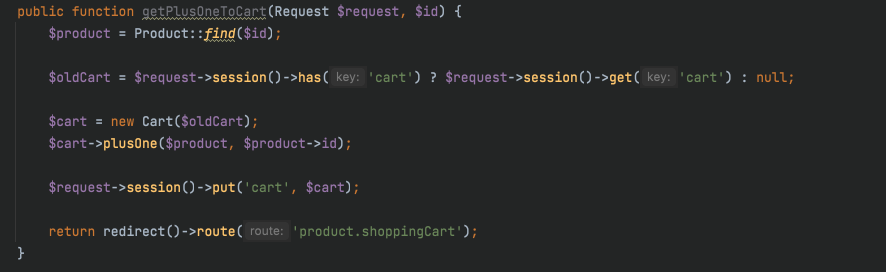 public function getPlusOneToCart(Request $request, $id) {
    $product = Product::find($id);

    $oldCart = $request->session()->has( key: 'cart') ? $request->session()->get( key: 'cart') : null;

    $cart = new Cart($oldCart);
    $cart->plusOne($product, $product->id);

    $request->session()->put('cart', $cart);

    return redirect()->route( route: 'product.shoppingCart');
}